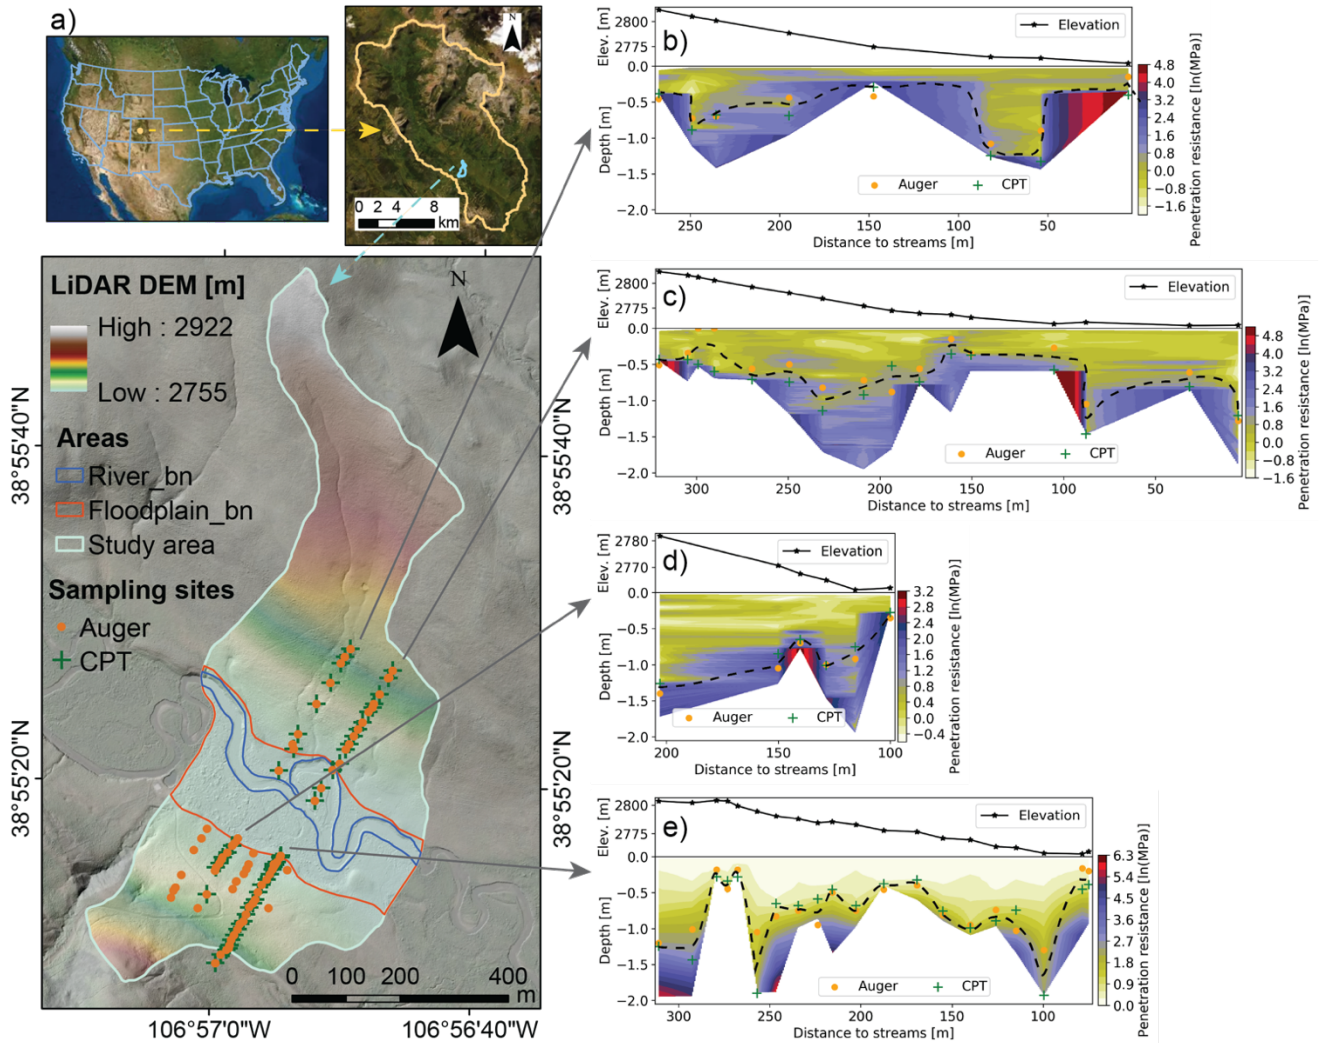 a)
N
0 2 4 8
km
LiDAR DEM [m]
High : 2922
Low : 2755
Areas
River_bn
Floodplain_bn
Study area
Sampling sites
Auger
CPT
N
38°55'40"N
38°55'20"N
38°55'40"N
38°55'20"N
0 100 200 400
m
106°57'0"W 106°56'40"W
b)
Elevation
Elev. [m]
2800
2775
0.0
−0.5
−1.0
−1.5
−2.0
Depth [m]
Auger CPT
250 200 150 100 50
Distance to streams [m]
4.8
4.0
3.2
2.4
1.6
0.8
0.0
−0.8
−1.6
Penetration resistance [ln(MPa)]
c)
Elevation
Elev. [m]
2800
2775
0.0
−0.5
−1.0
−1.5
−2.0
Depth [m]
Auger CPT
300 250 200 150 100 50
Distance to streams [m]
4.8
4.0
3.2
2.4
1.6
0.8
0.0
−0.8
−1.6
Penetration resistance [ln(MPa)]
d)
Elevation
Elev. [m]
2780
2770
0.0
−0.5
−1.0
−1.5
−2.0
Depth [m]
Auger CPT
200 150 100
Distance to streams [m]
3.2
2.8
2.4
2.0
1.6
1.2
0.8
0.4
0.0
−0.4
Penetration resistance [ln(MPa)]
e)
Elevation
Elev. [m]
2800
2775
0.0
−0.5
−1.0
−1.5
−2.0
Depth [m]
Auger CPT
300 250 200 150 100
Distance to streams [m]
6.3
5.4
4.5
3.6
2.7
1.8
0.9
0.0
Penetration resistance [ln(MPa)]